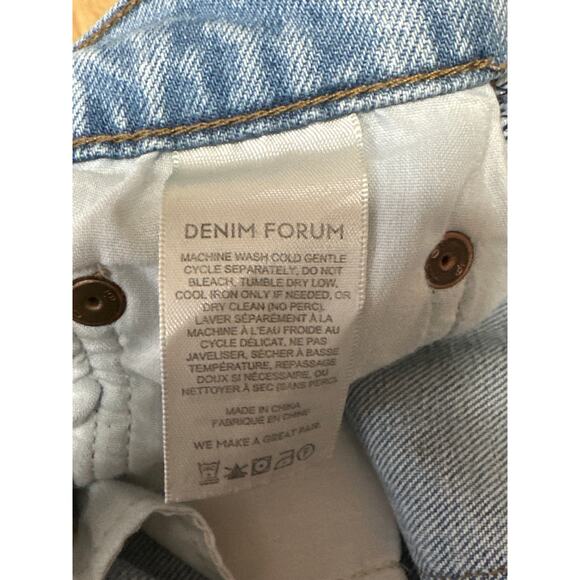 DENIM FORUM
MACHINE WASH COLD GENTLE
CYCLE SEPARATELY, DO NOT
BLEACH, TUMBLE DRY LOW,
COOL IRON ONLY IF NEEDED, OR
DRY CLEAN (NO PERC).
LAVER SÉPARÉMENT À LA
MACHINE À L'EAU FROIDE AU
CYCLE DÉLICAT, NE PAS
JAVELISER, SÉCHER À BASSE
TEMPÉRATURE, REPASSAGE
DOUX SI NÉCESSAIRE, OU
NETTOYER À SEC (SANS PERC).
MADE IN CHINA
FABRIQUÉ EN CHINE
WE MAKE A GREAT PAIR.